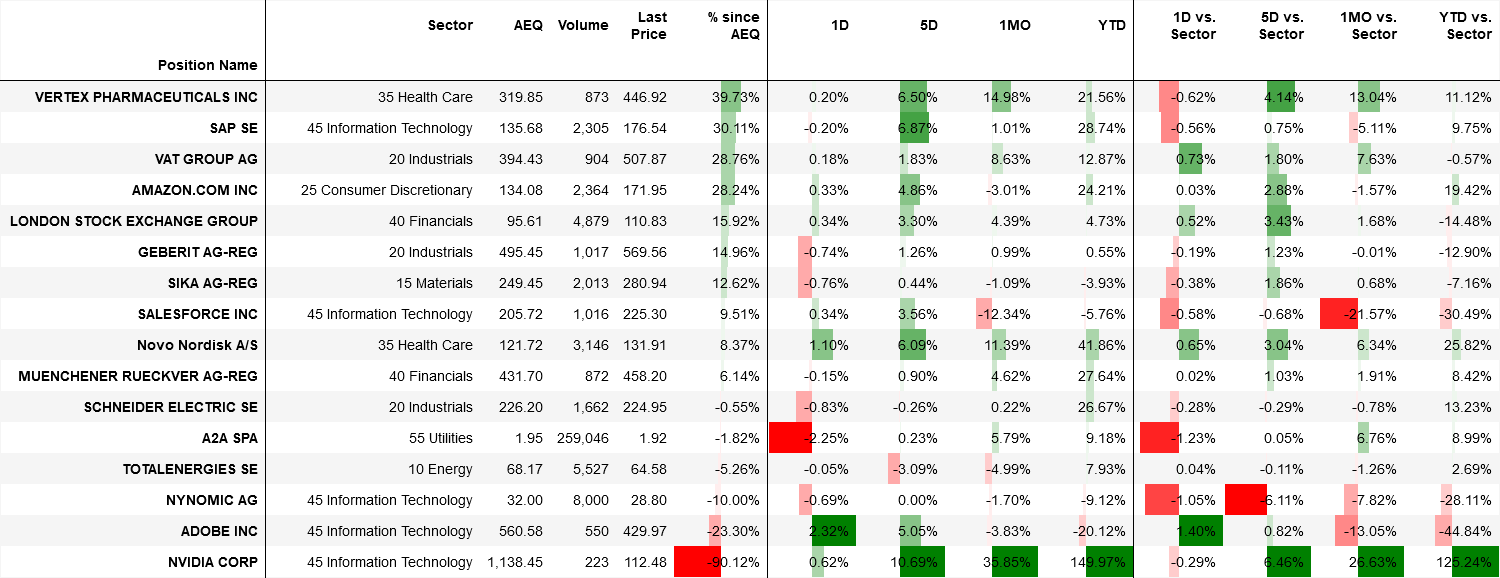 Position Name Sector AEQ Volume Last Price % since AEQ 1D 5D 1MO YTD 1D vs. Sector 5D vs. Sector 1MO vs. Sector YTD vs. Sector
VERTEX PHARMACEUTICALS INC 35 Health Care 319.85 873 446.92 39.73% 0.20% 6.50% 14.98% 21.56% -0.62% 4.14% 13.04% 11.12%
SAP SE 45 Information Technology 135.68 2,305 176.54 30.11% -0.20% 6.87% 1.01% 28.74% -0.56% 0.75% -5.11% 9.75%
VAT GROUP AG 20 Industrials 394.43 904 507.87 28.76% 0.18% 1.83% 8.63% 12.87% 0.73% 1.80% 7.63% -0.57%
AMAZON.COM INC 25 Consumer Discretionary 134.08 2,364 171.95 28.24% 0.33% 4.86% -3.01% 24.21% 0.03% 2.88% -1.57% 19.42%
LONDON STOCK EXCHANGE GROUP 40 Financials 95.61 4,879 110.83 15.92% 0.34% 3.30% 4.39% 4.73% 0.52% 3.43% 1.68% -14.48%
GEBERIT AG-REG 20 Industrials 495.45 1,017 569.56 14.96% -0.74% 1.26% 0.99% 0.55% -0.19% 1.23% -0.01% -12.90%
SIKA AG-REG 15 Materials 249.45 2,013 280.94 12.62% -0.76% 0.44% -1.09% -3.93% -0.38% 1.86% 0.68% -7.16%
SALESFORCE INC 45 Information Technology 205.72 1,016 225.30 9.51% 0.34% 3.56% -12.34% -5.76% -0.58% -0.68% -21.57% -30.49%
Novo Nordisk A/S 35 Health Care 121.72 3,146 131.91 8.37% 1.10% 6.09% 11.39% 41.86% 0.65% 3.04% 6.34% 25.82%
MUENCHENER RUECKVER AG-REG 40 Financials 431.70 872 458.20 6.14% -0.15% 0.90% 4.62% 27.64% 0.02% 1.03% 1.91% 8.42%
SCHNEIDER ELECTRIC SE 20 Industrials 226.20 1,662 224.95 -0.55% -0.83% -0.26% 0.22% 26.67% -0.28% -0.29% -0.78% 13.23%
A2A SPA 55 Utilities 1.95 259,046 1.92 -1.82% -2.25% 0.23% 5.79% 9.18% -1.23% 0.05% 6.76% 8.99%
TOTALENERGIES SE 10 Energy 68.17 5,527 64.58 -5.26% -0.05% -3.09% -4.99% 7.93% 0.04% -0.11% -1.26% 2.69%
NYNOMIC AG 45 Information Technology 32.00 8,000 28.80 -10.00% -0.69% 0.00% -1.70% -9.12% -1.05% -6.11% -7.82% -28.11%
ADOBE INC 45 Information Technology 560.58 550 429.97 -23.30% 2.32% 5.05% -3.83% -20.12% 1.40% 0.82% -13.05% -44.84%
NVIDIA CORP 45 Information Technology 1,138.45 223 112.48 -90.12% 0.62% 10.69% 35.85% 149.97% -0.29% 6.46% 26.63% 125.24%